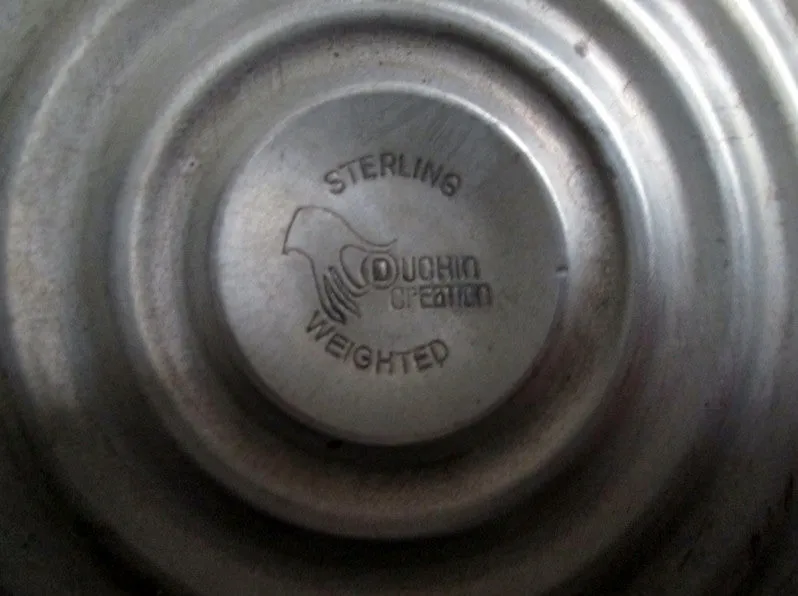 STERLING
DUCHIN
CREATION
WEIGHTED